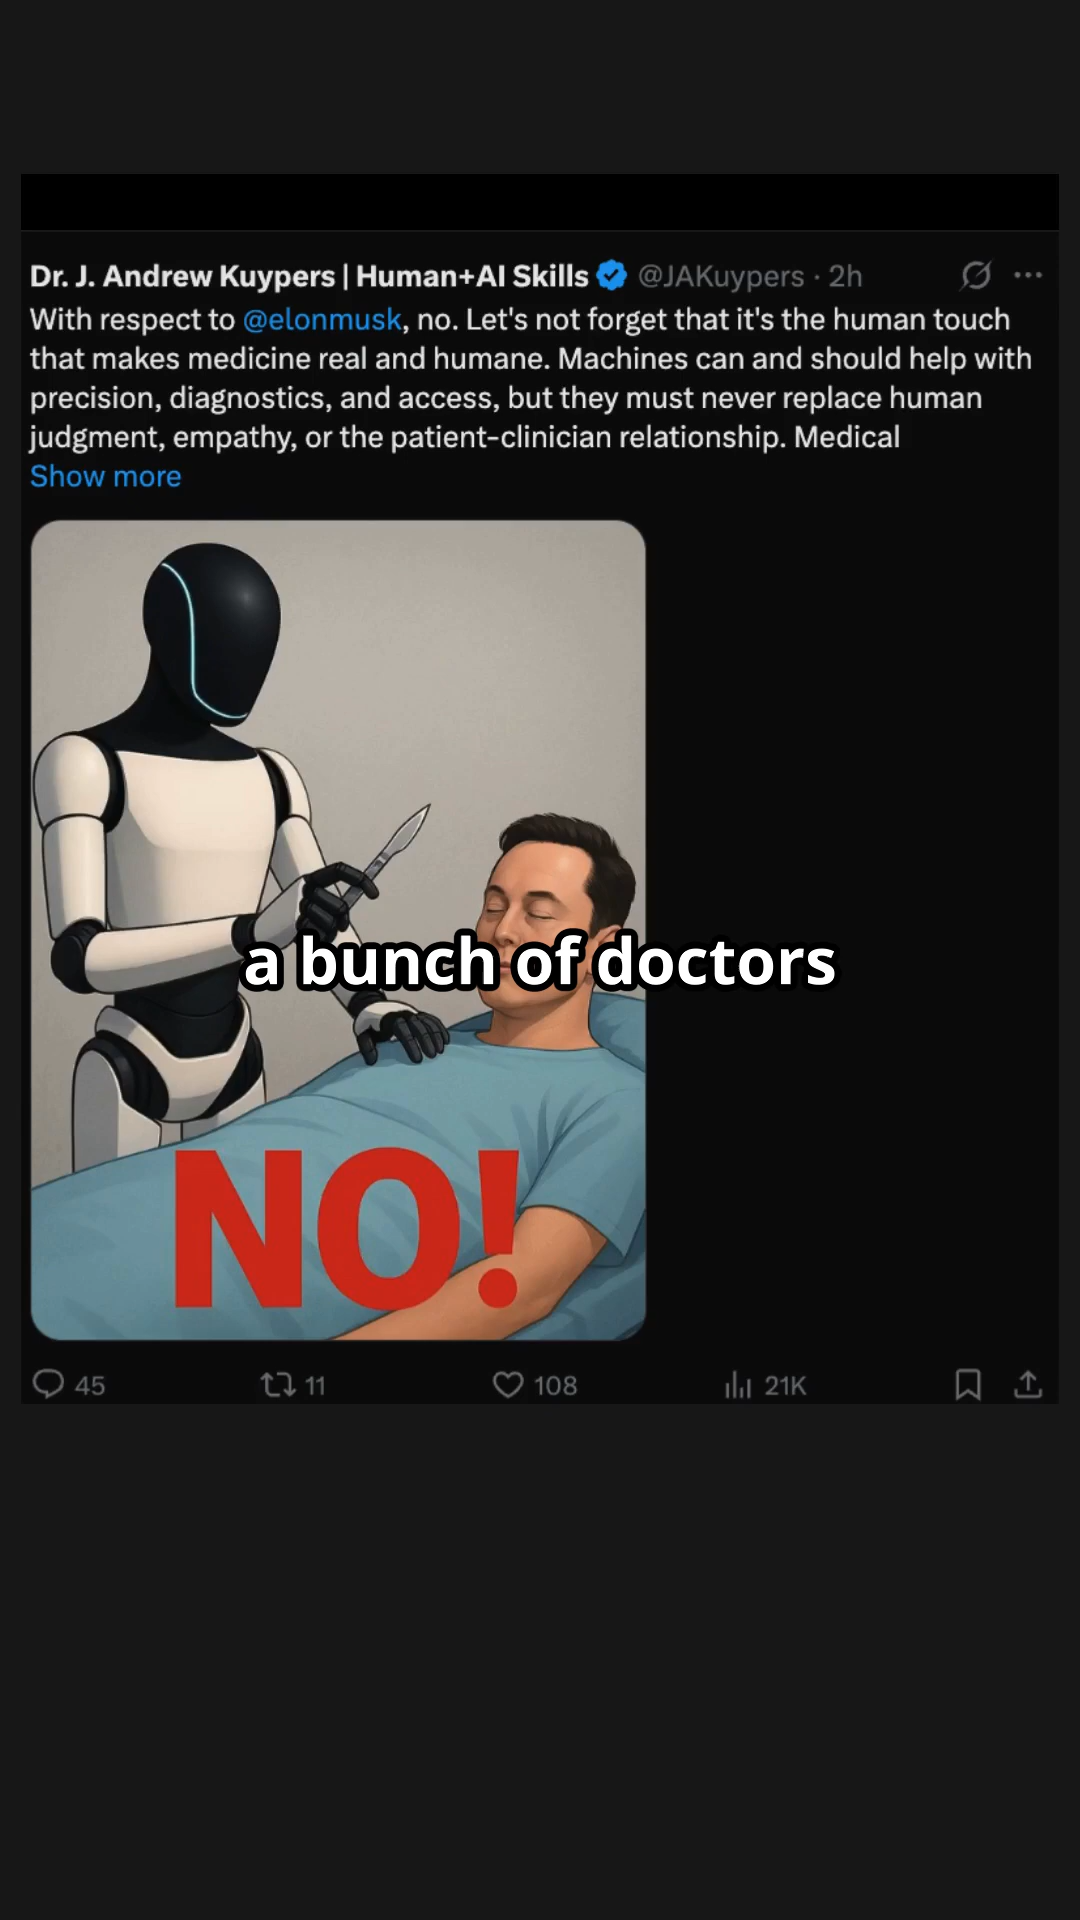 Dr. J. Andrew Kuypers | Human+AI Skills @JAKuypers · 2h
With respect to @elonmusk, no. Let's not forget that it's the human touch
that makes medicine real and humane. Machines can and should help with
precision, diagnostics, and access, but they must never replace human
judgment, empathy, or the patient-clinician relationship. Medical
Show more
a bunch of doctors
NO!
45 11 108 21K